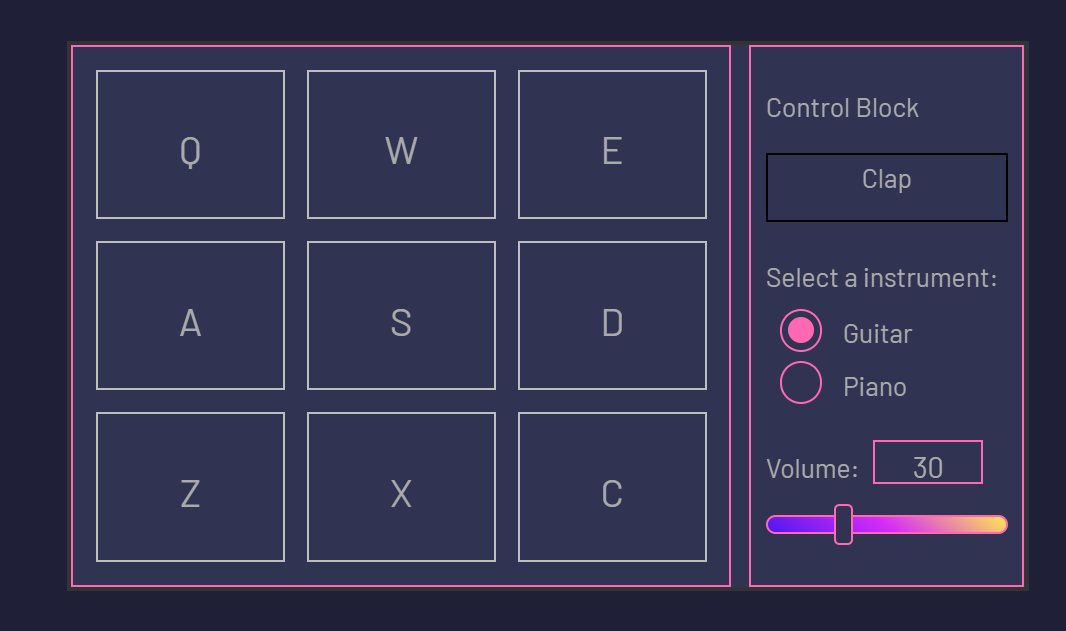 Q W E
A S D
Z X C
Control Block
Clap
Select a instrument:
Guitar
Piano
Volume: 30